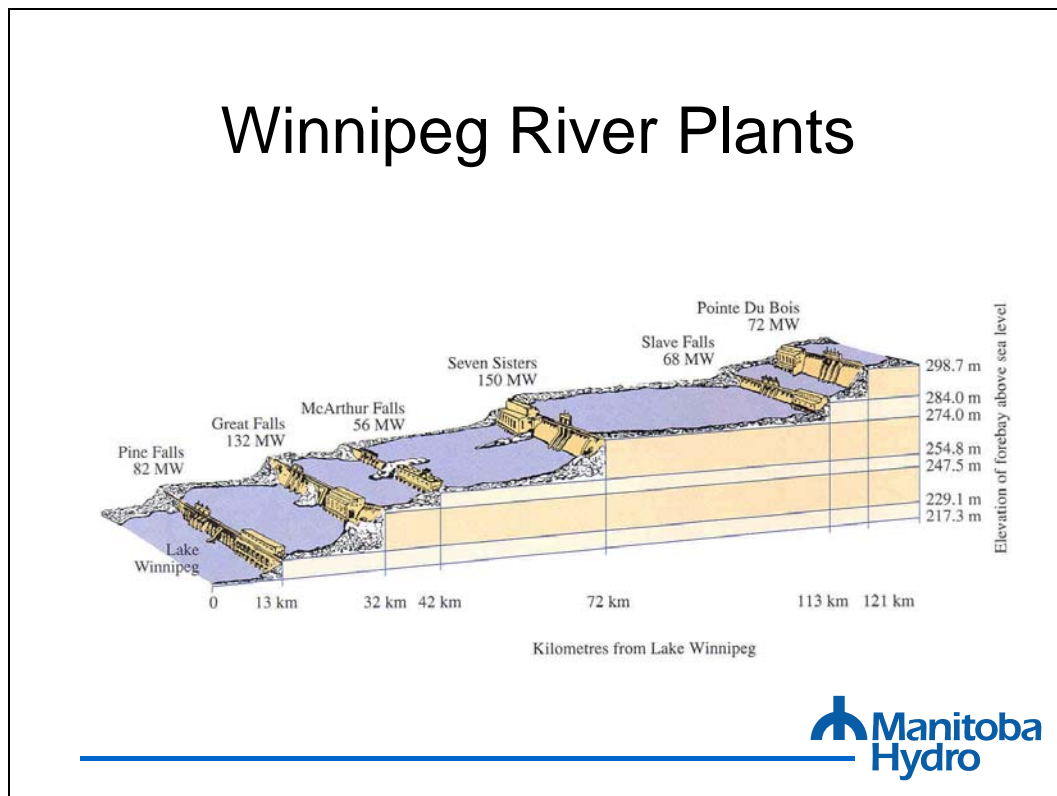 Winnipeg River Plants
Pointe Du Bois
72 MW
Slave Falls
68 MW
Seven Sisters
150 MW
McArthur Falls
56 MW
Great Falls
132 MW
Pine Falls
82 MW
Lake
Winnipeg
298.7 m
284.0 m
274.0 m
254.8 m
247.5 m
229.1 m
217.3 m
Elevation of forebay above sea level
0 13 km 32 km 42 km 72 km 113 km 121 km
Kilometres from Lake Winnipeg
Manitoba
Hydro